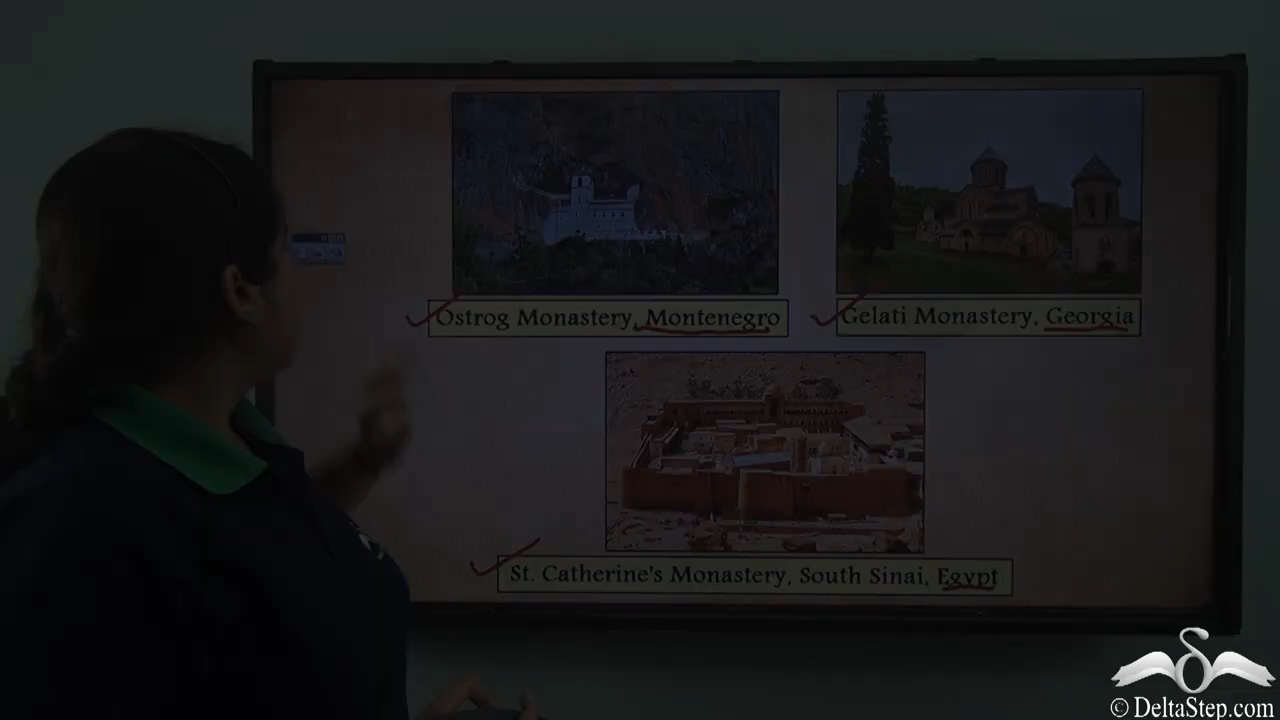 Ostrog Monastery, Montenegro
Gelati Monastery, Georgia
St. Catherine's Monastery, South Sinai, Egypt
© DeltaStep.com